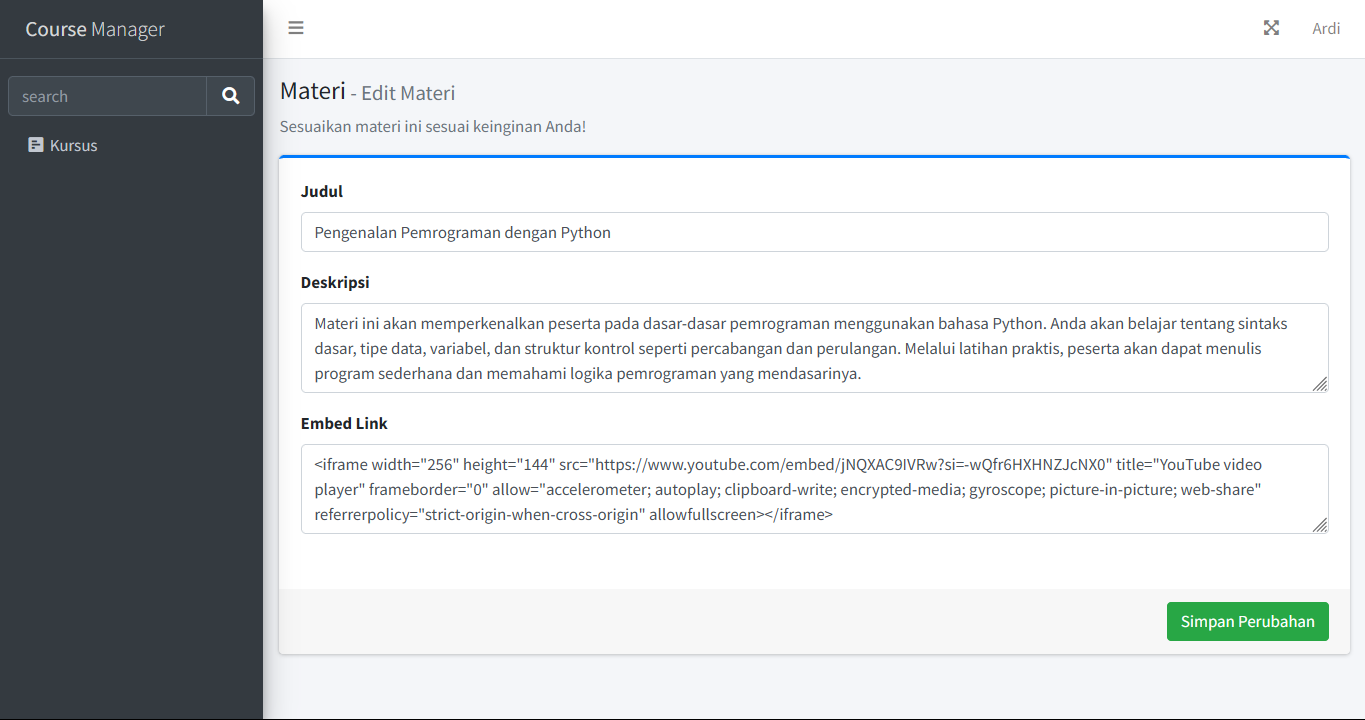 Course Manager
Ardi
search
Kursus
Materi - Edit Materi
Sesuaikan materi ini sesuai keinginan Anda!
Judul
Pengenalan Pemrograman dengan Python
Deskripsi
Materi ini akan memperkenalkan peserta pada dasar-dasar pemrograman menggunakan bahasa Python. Anda akan belajar tentang sintaks
dasar, tipe data, variabel, dan struktur kontrol seperti percabangan dan perulangan. Melalui latihan praktis, peserta akan dapat menulis
program sederhana dan memahami logika pemrograman yang mendasarinya.
Embed Link
<iframe width="256" height="144" src="https://www.youtube.com/embed/jNQXAC9IVRw?si=-wQfr6HXHNZJcNX0" title="YouTube video
player" frameborder="0" allow="accelerometer; autoplay; clipboard-write; encrypted-media; gyroscope; picture-in-picture; web-share"
referrerpolicy="strict-origin-when-cross-origin" allowfullscreen></iframe>
Simpan Perubahan